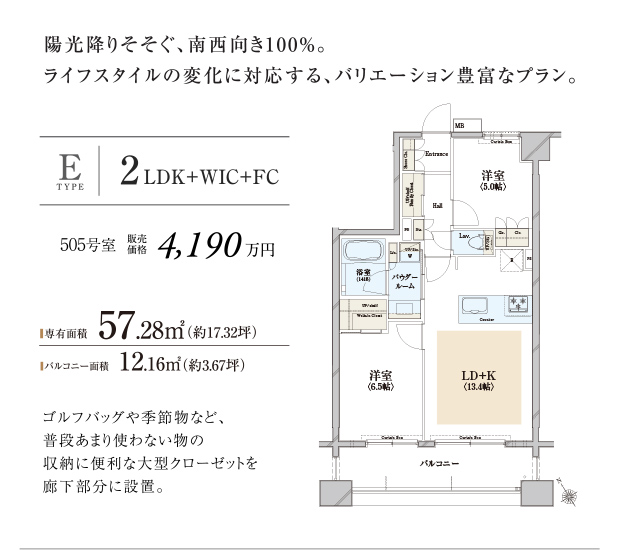 陽光降りそそぐ、南西向き100%。
ライフスタイルの変化に対応する、バリエーション豊富なプラン。
E
TYPE
2LDK+WIC+FC
505号室 販売価格 4,190万円
専有面積 57.28㎡(約17.32坪)
バルコニー面積 12.16㎡(約3.67坪)
ゴルフバッグや季節物など、
普段あまり使わない物の
収納に便利な大型クローゼットを
廊下部分に設置。
MB
Curtain Box
Entrance
洋室
(5.0帖)
Hall
Lav.
浴室
(1418)
W
パウダー
ルーム
Walk-in Closet
Counter
洋室
(6.5帖)
LD+K
(13.4帖)
Curtain Box
Curtain Box
バルコニー